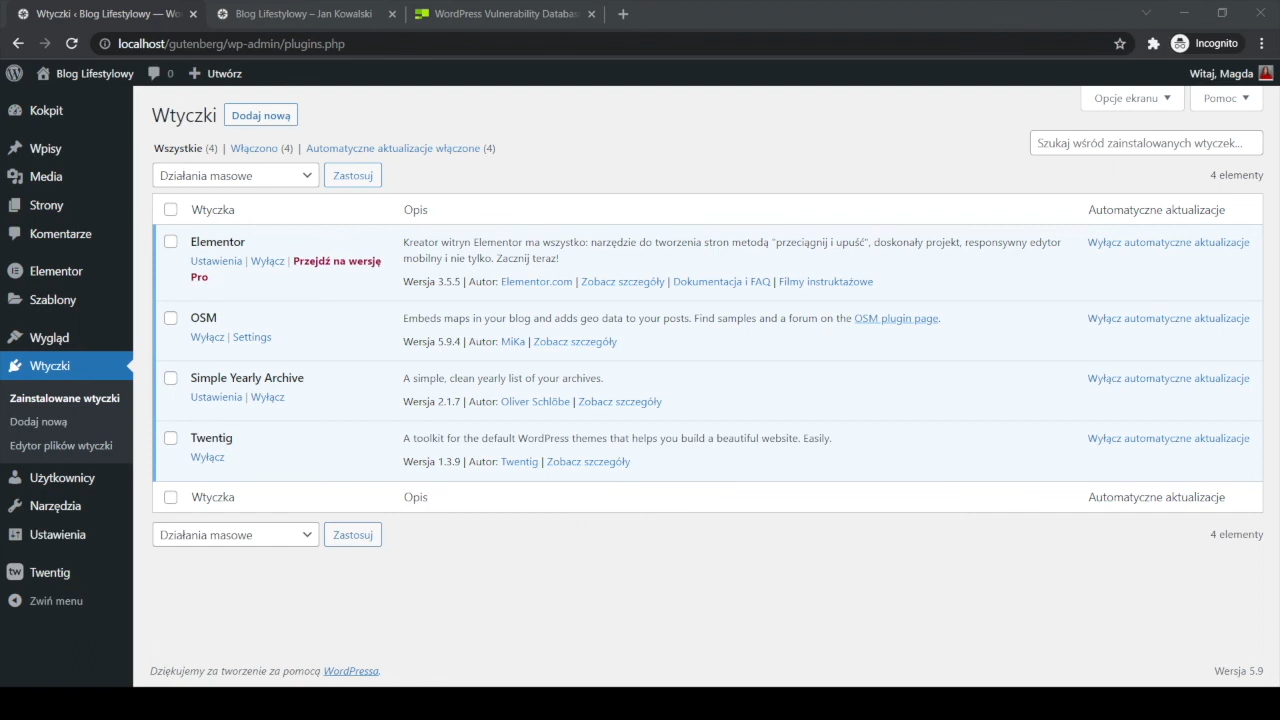 Wtyczki ‹ Blog Lifestylowy — Wo
Blog Lifestylowy – Jan Kowalski
WordPress Vulnerability Databas
localhost/gutenberg/wp-admin/plugins.php
Incognito
Blog Lifestylowy
0
Utwórz
Witaj, Magda
Kokpit
Wpisy
Media
Strony
Komentarze
Elementor
Szablony
Wygląd
Wtyczki
Zainstalowane wtyczki
Dodaj nową
Edytor plików wtyczki
Użytkownicy
Narzędzia
Ustawienia
tw Twentig
Zwiń menu
Opcje ekranu
Pomoc
Wtyczki
Dodaj nową
Wszystkie (4) | Włączono (4) | Automatyczne aktualizacje włączone (4)
Szukaj wśród zainstalowanych wtyczek...
Działania masowe
Zastosuj
4 elementy
Wtyczka Opis Automatyczne aktualizacje
Elementor
Ustawienia | Wyłącz | Przejdź na wersję
Pro
Kreator witryn Elementor ma wszystko: narzędzie do tworzenia stron metodą "przeciągnij i upuść", doskonały projekt, responsywny edytor
mobilny i nie tylko. Zacznij teraz!
Wersja 3.5.5 | Autor: Elementor.com | Zobacz szczegóły | Dokumentacja i FAQ | Filmy instruktażowe
Wyłącz automatyczne aktualizacje
OSM
Wyłącz | Settings
Embeds maps in your blog and adds geo data to your posts. Find samples and a forum on the OSM plugin page.
Wersja 5.9.4 | Autor: MiKa | Zobacz szczegóły
Wyłącz automatyczne aktualizacje
Simple Yearly Archive
Ustawienia | Wyłącz
A simple, clean yearly list of your archives.
Wersja 2.1.7 | Autor: Oliver Schlöbe | Zobacz szczegóły
Wyłącz automatyczne aktualizacje
Twentig
Wyłącz
A toolkit for the default WordPress themes that helps you build a beautiful website. Easily.
Wersja 1.3.9 | Autor: Twentig | Zobacz szczegóły
Wyłącz automatyczne aktualizacje
Wtyczka Opis Automatyczne aktualizacje
Działania masowe
Zastosuj
4 elementy
Dziękujemy za tworzenie za pomocą WordPressa.
Wersja 5.9